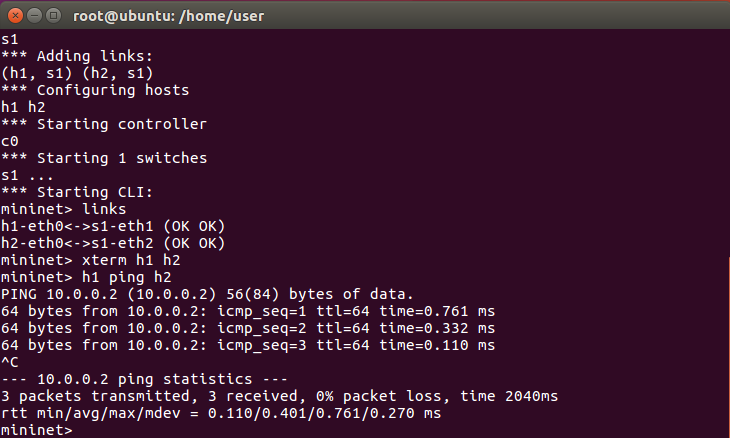 root@ubuntu: /home/user
s1
*** Adding links:
(h1, s1) (h2, s1)
*** Configuring hosts
h1 h2
*** Starting controller
c0
*** Starting 1 switches
s1 ...
*** Starting CLI:
mininet> links
h1-eth0<->s1-eth1 (OK OK)
h2-eth0<->s1-eth2 (OK OK)
mininet> xterm h1 h2
mininet> h1 ping h2
PING 10.0.0.2 (10.0.0.2) 56(84) bytes of data.
64 bytes from 10.0.0.2: icmp_seq=1 ttl=64 time=0.761 ms
64 bytes from 10.0.0.2: icmp_seq=2 ttl=64 time=0.332 ms
64 bytes from 10.0.0.2: icmp_seq=3 ttl=64 time=0.110 ms
^C
--- 10.0.0.2 ping statistics ---
3 packets transmitted, 3 received, 0% packet loss, time 2040ms
rtt min/avg/max/mdev = 0.110/0.401/0.761/0.270 ms
mininet>